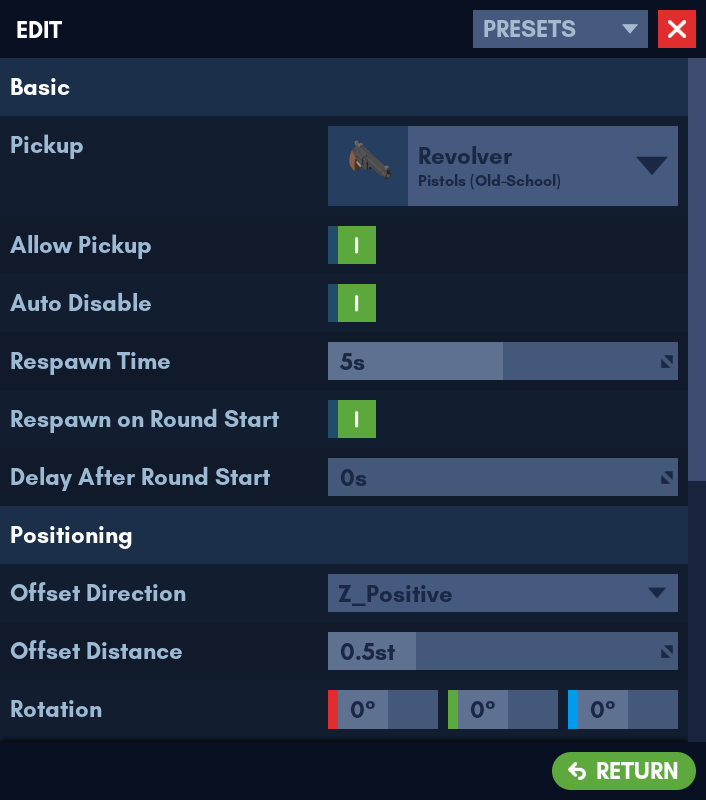 EDIT
PRESETS
Basic
Pickup
Revolver
Pistols (Old-School)
Allow Pickup
Auto Disable
Respawn Time
5s
Respawn on Round Start
Delay After Round Start
0s
Positioning
Offset Direction
Z_Positive
Offset Distance
0.5st
Rotation
0° 0° 0°
RETURN